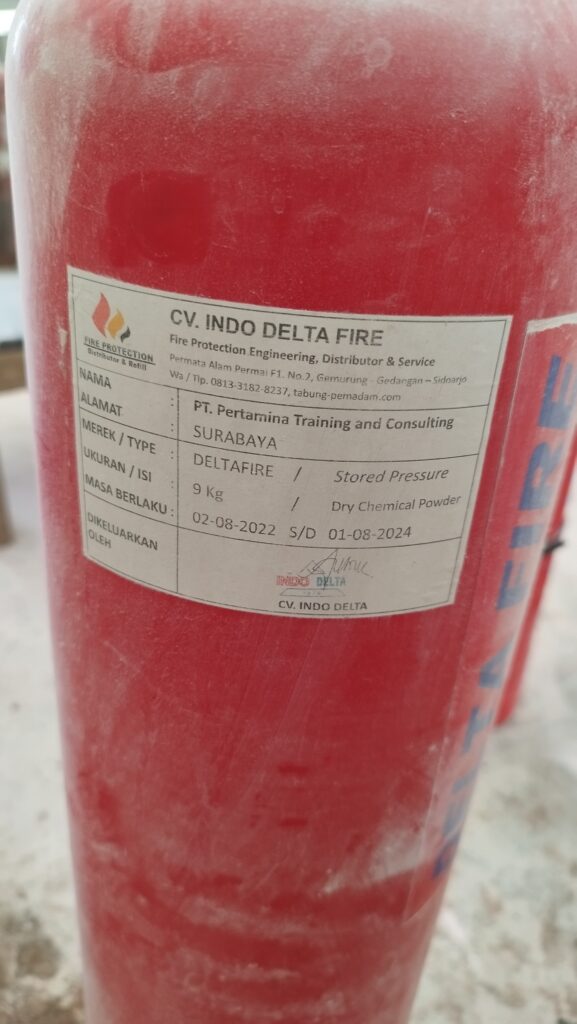 CV. INDO DELTA FIRE
Fire Protection Engineering, Distributor & Service
Permata Alam Permai F1. No.2, Gemurung - Gedangan – Sidoarjo
Wa / Tlp. 0813-3182-8237, tabung-pemadam.com
FIRE PROTECTION
Distributor & Refill
NAMA : PT. Pertamina Training and Consulting
ALAMAT : SURABAYA
MEREK / TYPE : DELTAFIRE / Stored Pressure
UKURAN / ISI : 9 Kg / Dry Chemical Powder
MASA BERLAKU : 02-08-2022 S/D 01-08-2024
DIKELUARKAN OLEH
INDO DELTA
CV. INDO DELTA
DELTA FIRE